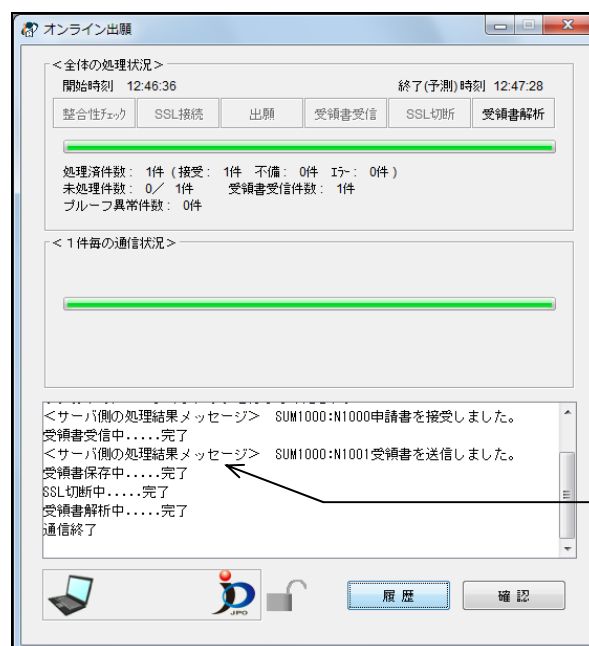 オンライン出願
＜全体の処理状況＞
開始時刻 12:46:36 終了(予測)時刻 12:47:28
整合性ﾁｪｯｸ SSL接続 出願 受領書受信 SSL切断 受領書解析
処理済件数： 1件 ( 接受： 1件 不備： 0件 ｴﾗｰ： 0件 )
未処理件数： 0／ 1件 受領書受信件数： 1件
プルーフ異常件数： 0件
＜１件毎の通信状況＞
＜サーバ側の処理結果メッセージ＞ SUM1000:N1000申請書を接受しました。
受領書受信中.....完了
＜サーバ側の処理結果メッセージ＞ SUM1000:N1001受領書を送信しました。
受領書保存中.....完了
SSL切断中.....完了
受領書解析中.....完了
通信終了
JPO
履 歴 確 認